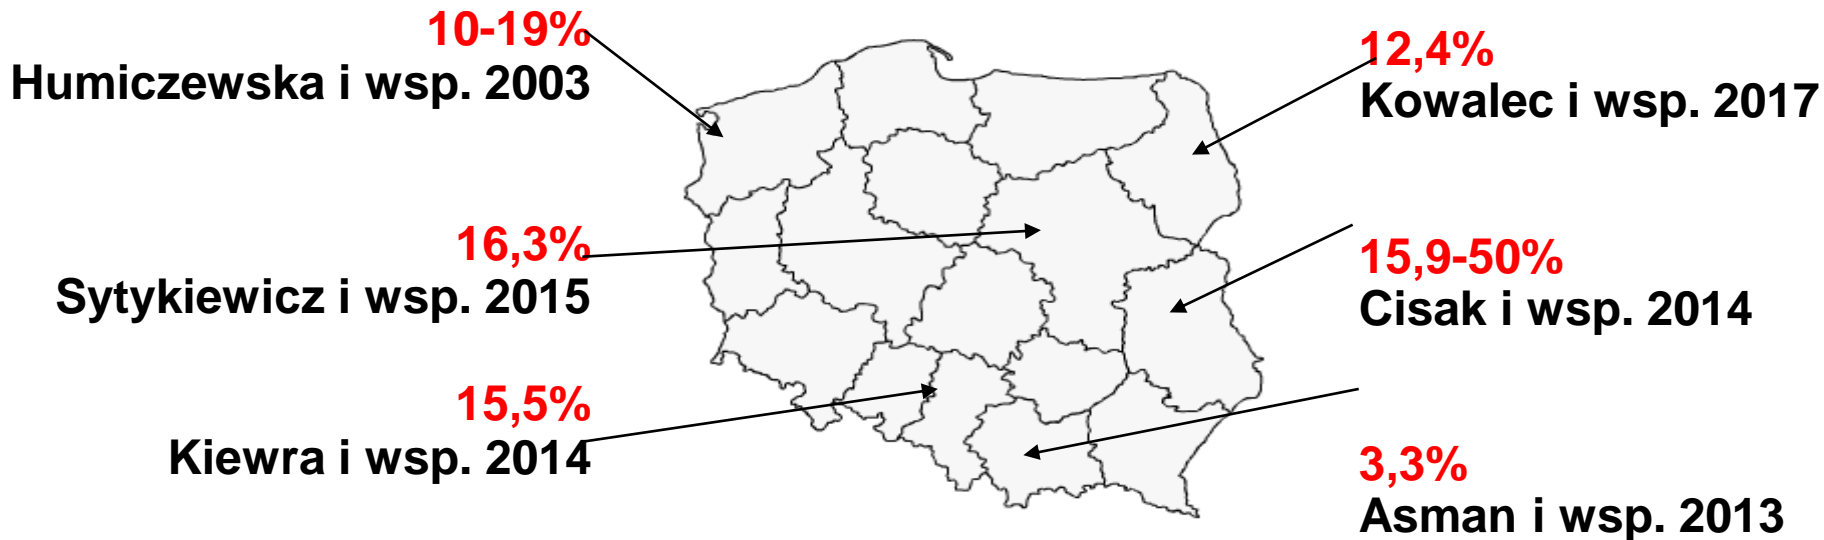 10-19%
Humiczewska i wsp. 2003
16,3%
Sytykiewicz i wsp. 2015
15,5%
Kiewra i wsp. 2014
12,4%
Kowalec i wsp. 2017
15,9-50%
Cisak i wsp. 2014
3,3%
Asman i wsp. 2013